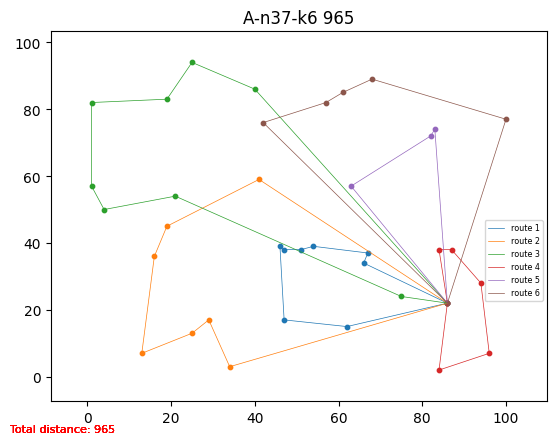 A-n37-k6 965
100
80
60
40
20
0
route 1
route 2
route 3
route 4
route 5
route 6
0 20 40 60 80 100
Total distance: 965